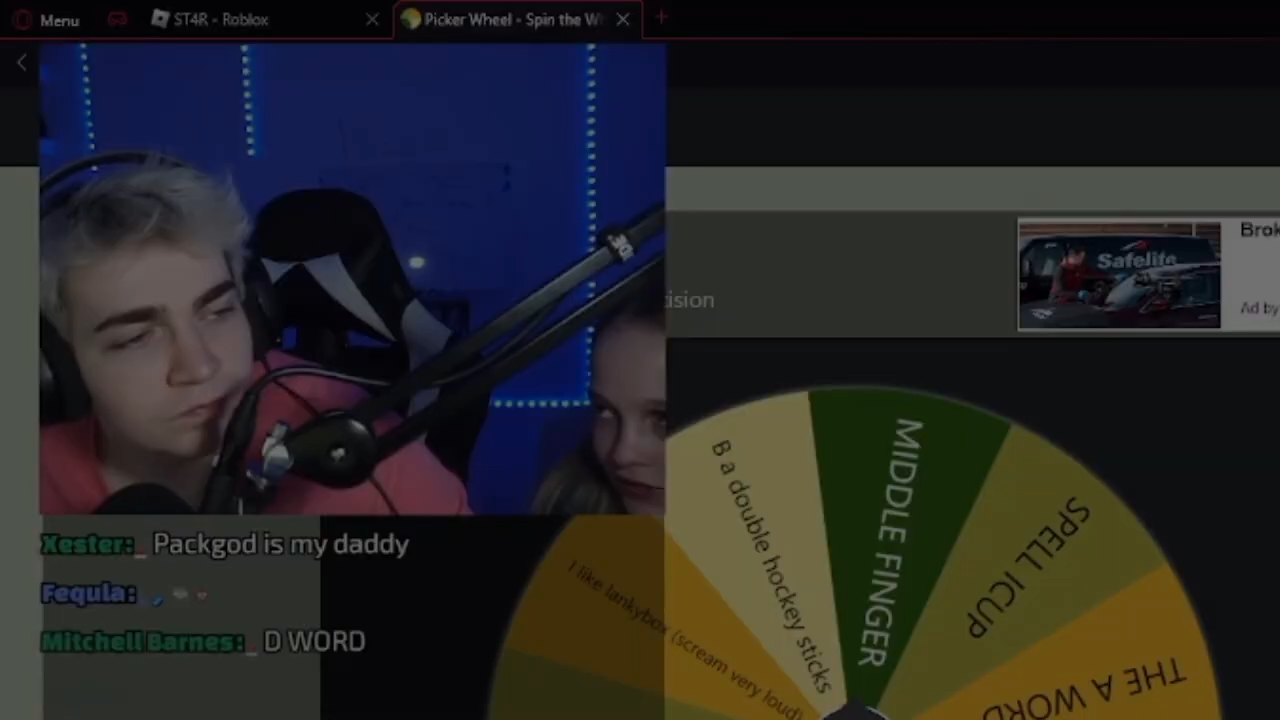 Menu
ST4R - Roblox
Picker Wheel - Spin the W
Safelife
Brok
Ad by
ision
MIDDLE FINGER
B a double hockey sticks
SPELL ICUP
I like lankybox (scream very loud)
THE A WORD
Xester: Packgod is my daddy
Fequla:
Mitchell Barnes: D WORD